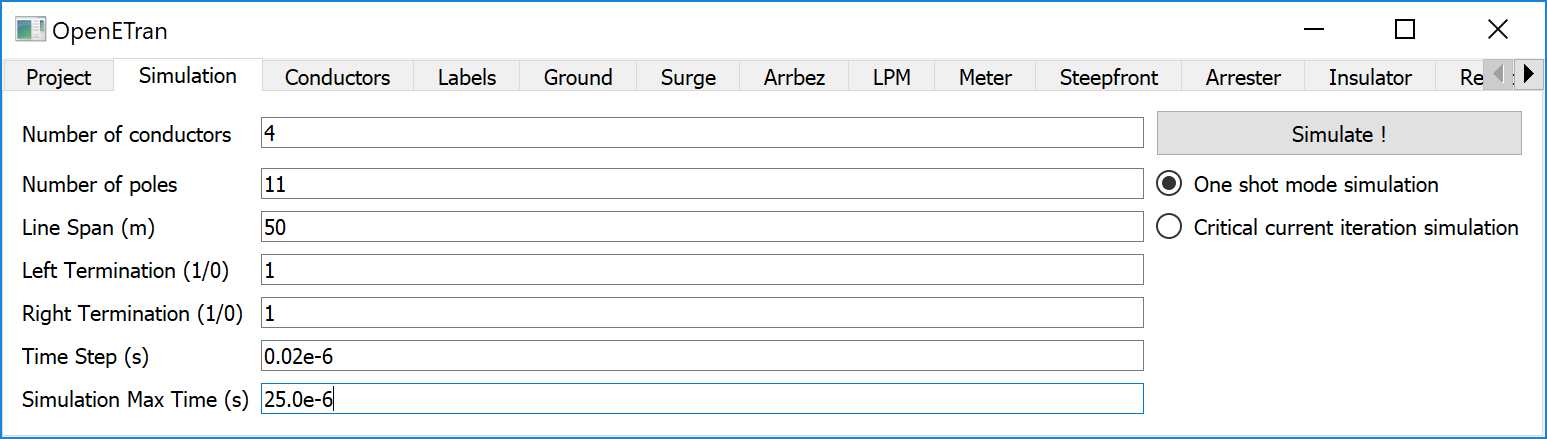 OpenETran
Project Simulation Conductors Labels Ground Surge Arrbez LPM Meter Steepfront Arrester Insulator
Number of conductors 4 Simulate !
Number of poles 11 One shot mode simulation
Line Span (m) 50 Critical current iteration simulation
Left Termination (1/0) 1
Right Termination (1/0) 1
Time Step (s) 0.02e-6
Simulation Max Time (s) 25.0e-6